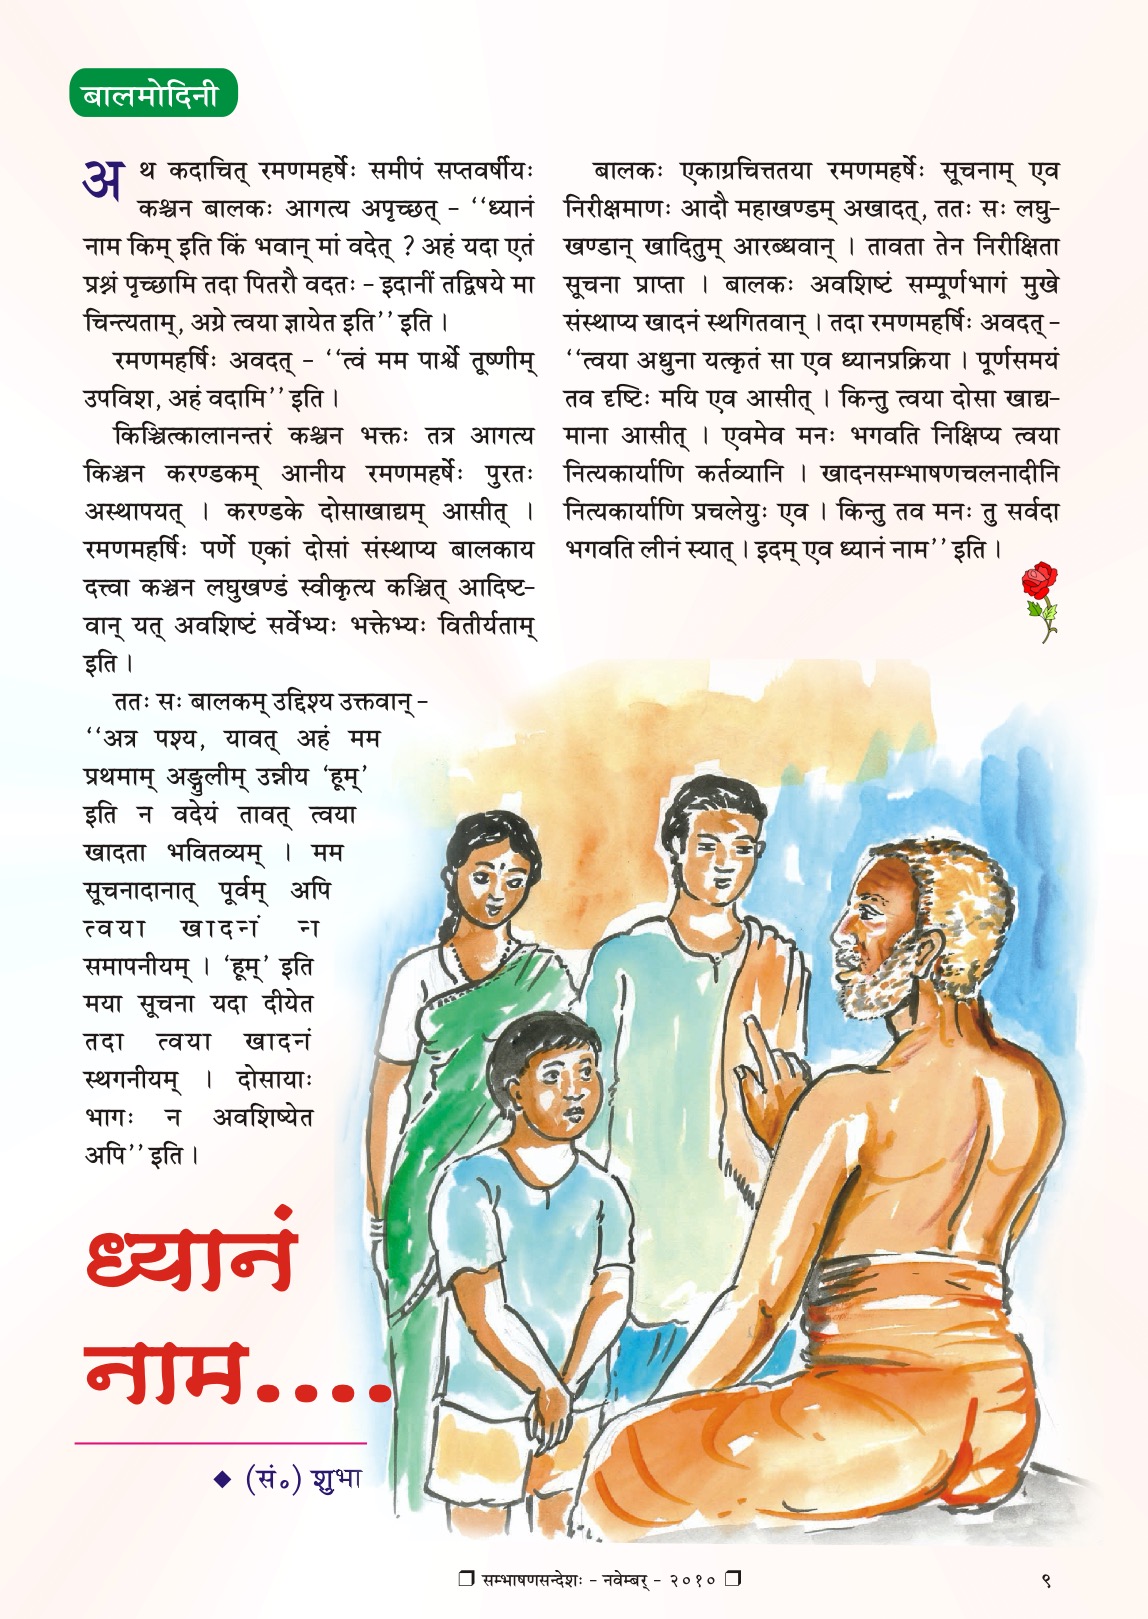 बालमोदिनी
अथ कदाचित् रमणमहर्षेः समीपं सप्तवर्षीयः
कश्चन बालकः आगत्य अपृच्छत् – ‘‘ध्यानं
नाम किम् इति किं भवान् मां वदेत् ? अहं यदा एतं
प्रश्नं पृच्छामि तदा पितरौ वदतः – इदानीं तद्विषये मा
चिन्त्यताम्, अग्रे त्वया ज्ञायेत इति’’ इति ।
रमणमहर्षिः अवदत् – ‘‘त्वं मम पार्श्वे तूष्णीम्
उपविश, अहं वदामि’’ इति ।
किञ्चित्कालानन्तरं कश्चन भक्तः तत्र आगत्य
किञ्चन करण्डकम् आनीय रमणमहर्षेः पुरतः
अस्थापयत् । करण्डके दोसाखाद्यम् आसीत् ।
रमणमहर्षिः पर्णे एकां दोसां संस्थाप्य बालकाय
दत्त्वा कञ्चन लघुखण्डं स्वीकृत्य कञ्चित् आदिष्ट-
वान् यत् अवशिष्टं सर्वेभ्यः भक्तेभ्यः वितीर्यताम्
इति ।
ततः सः बालकम् उद्दिश्य उक्तवान् –
‘‘अत्र पश्य, यावत् अहं मम
प्रथमाम् अङ्गुलीम् उन्नीय ‘हूम्’
इति न वदेयं तावत् त्वया
खादता भवितव्यम् । मम
सूचनादानात् पूर्वम् अपि
त्वया खादनं न
समापनीयम् । ‘हूम्’ इति
मया सूचना यदा दीयेत
तदा त्वया खादनं
स्थगनीयम् । दोसायाः
भागः न अवशिष्येत
अपि’’ इति ।
बालकः एकाग्रचित्ततया रमणमहर्षेः सूचनाम् एव
निरीक्षमाणः आदौ महाखण्डम् अखादत्, ततः सः लघु-
खण्डान् खादितुम् आरब्धवान् । तावता तेन निरीक्षिता
सूचना प्राप्ता । बालकः अवशिष्टं सम्पूर्णभागं मुखे
संस्थाप्य खादनं स्थगितवान् । तदा रमणमहर्षिः अवदत् –
‘‘त्वया अधुना यत्कृतं सा एव ध्यानप्रक्रिया । पूर्णसमयं
तव दृष्टिः मयि एव आसीत् । किन्तु त्वया दोसा खाद्य-
माना आसीत् । एवमेव मनः भगवति निक्षिप्य त्वया
नित्यकार्याणि कर्तव्यानि । खादनसम्भाषणचलनादीनि
नित्यकार्याणि प्रचलेयुः एव । किन्तु तव मनः तु सर्वदा
भगवति लीनं स्यात् । इदम् एव ध्यानं नाम’’ इति ।
ध्यानं
नाम....
◆ (सं०) शुभा
❐ सम्भाषणसन्देशः – नवेम्बर् – २०१० ❐
९